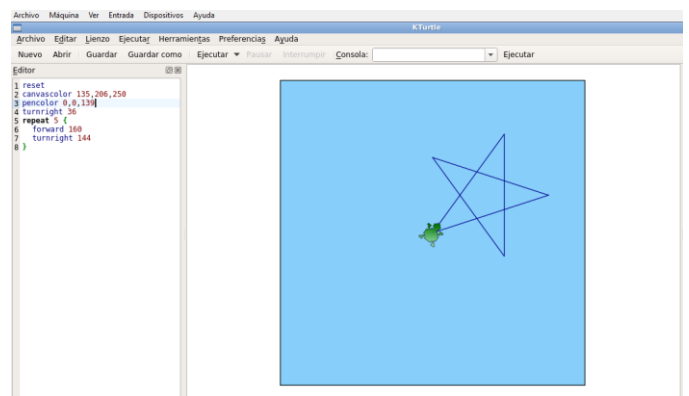 Archivo Máquina Ver Entrada Dispositivos Ayuda
KTurtle
Archivo Editar Lienzo Ejecutar Herramientas Preferencias Ayuda
Nuevo Abrir Guardar Guardar como Ejecutar Pausar Interrumpo Consola: Ejecutar
Editor
1 reset
2 canvascolor 135,206,250
3 pencolor 0,0,139
4 turnright 36
5 repeat 5 {
6 forward 160
7 turnright 144
8 }